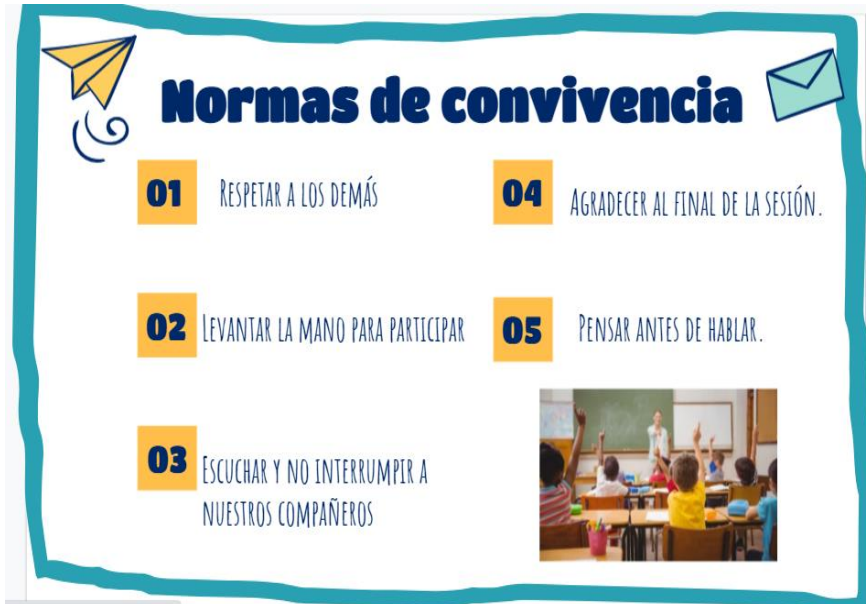 Normas de convivencia
01 Respetar a los demás
02 Levantar la mano para participar
03 Escuchar y no interrumpir a
nuestros compañeros
04 Agradecer al final de la sesión.
05 Pensar antes de hablar.